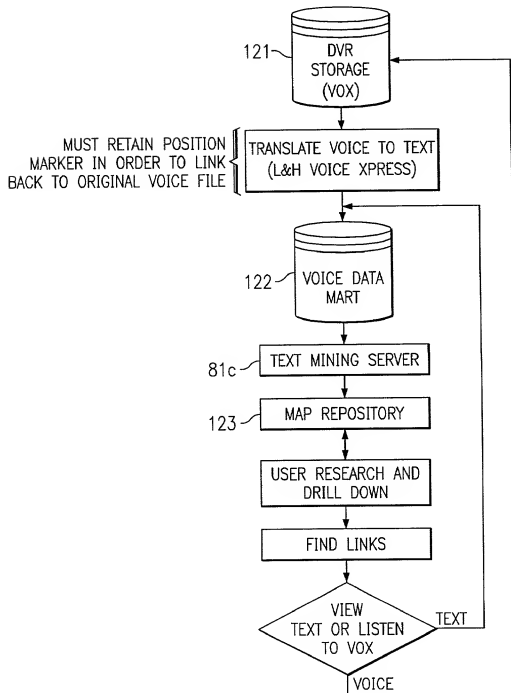 121
DVR
STORAGE
(VOX)
MUST RETAIN POSITION
MARKER IN ORDER TO LINK
BACK TO ORIGINAL VOICE FILE
TRANSLATE VOICE TO TEXT
(L&H VOICE XPRESS)
122
VOICE DATA
MART
81c
TEXT MINING SERVER
123
MAP REPOSITORY
USER RESEARCH AND
DRILL DOWN
FIND LINKS
VIEW
TEXT OR LISTEN
TO VOX
TEXT
VOICE